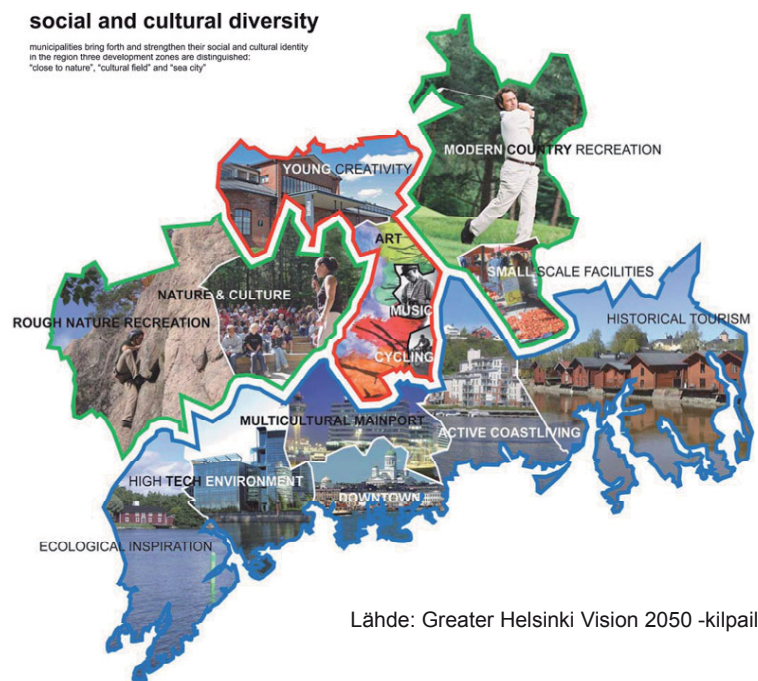 social and cultural diversity
municipalities bring forth and strengthen their social and cultural identity
in the region three development zones are distinguished:
"close to nature", "cultural field" and "sea city"
MODERN COUNTRY RECREATION
YOUNG CREATIVITY
ART
SMALL SCALE FACILITIES
NATURE & CULTURE
MUSIC
HISTORICAL TOURISM
ROUGH NATURE RECREATION
CYCLING
MULTICULTURAL MAINPORT
ACTIVE COASTLIVING
HIGH TECH ENVIRONMENT
DOWNTOWN
ECOLOGICAL INSPIRATION
Lähde: Greater Helsinki Vision 2050 -kilpail